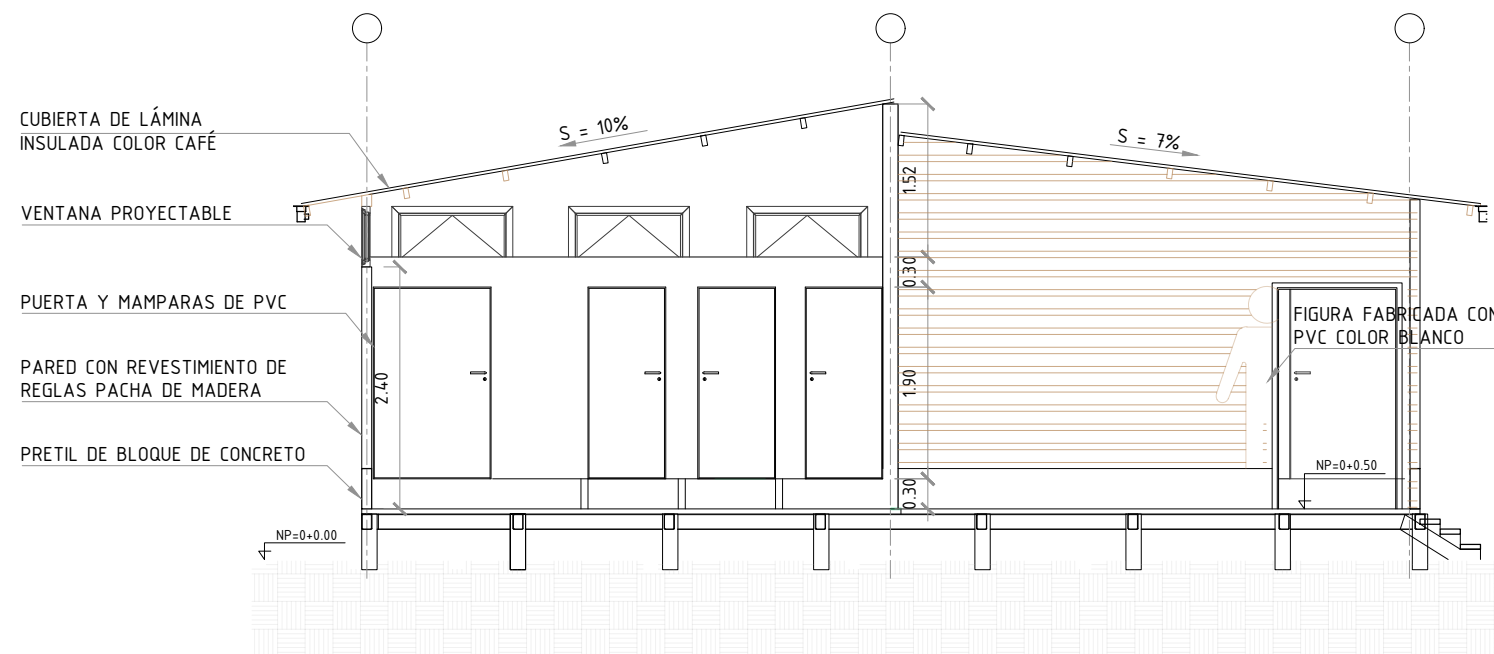 CUBIERTA DE LÁMINA
INSULADA COLOR CAFÉ
S = 10%
S = 7%
1.52
VENTANA PROYECTABLE
0.30
PUERTA Y MAMPARAS DE PVC
FIGURA FABRICADA CON
PVC COLOR BLANCO
PARED CON REVESTIMIENTO DE
REGLAS PACHA DE MADERA
2.40
1.90
PRETIL DE BLOQUE DE CONCRETO
NP=0+0.50
0.30
NP=0+0.00